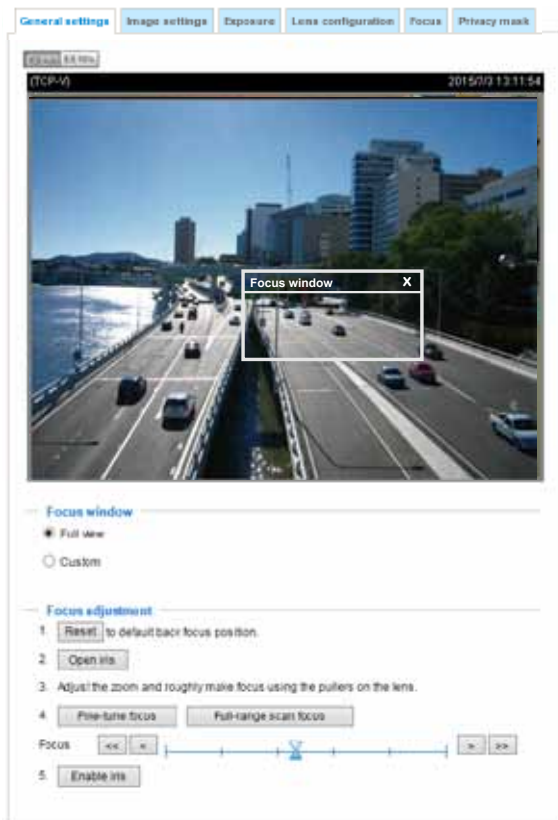 General settings Image settings Exposure Lens configuration Focus Privacy mask
(TCP-V) 2015/7/3 13:11:54
Focus window X
Focus window
Full view
Custom
Focus adjustment
1. Reset to default back focus position.
2. Open iris
3. Adjust the zoom and roughly make focus using the pullers on the lens.
4. Fine-tune focus Full-range scan focus
Focus << < > >>
5. Enable iris